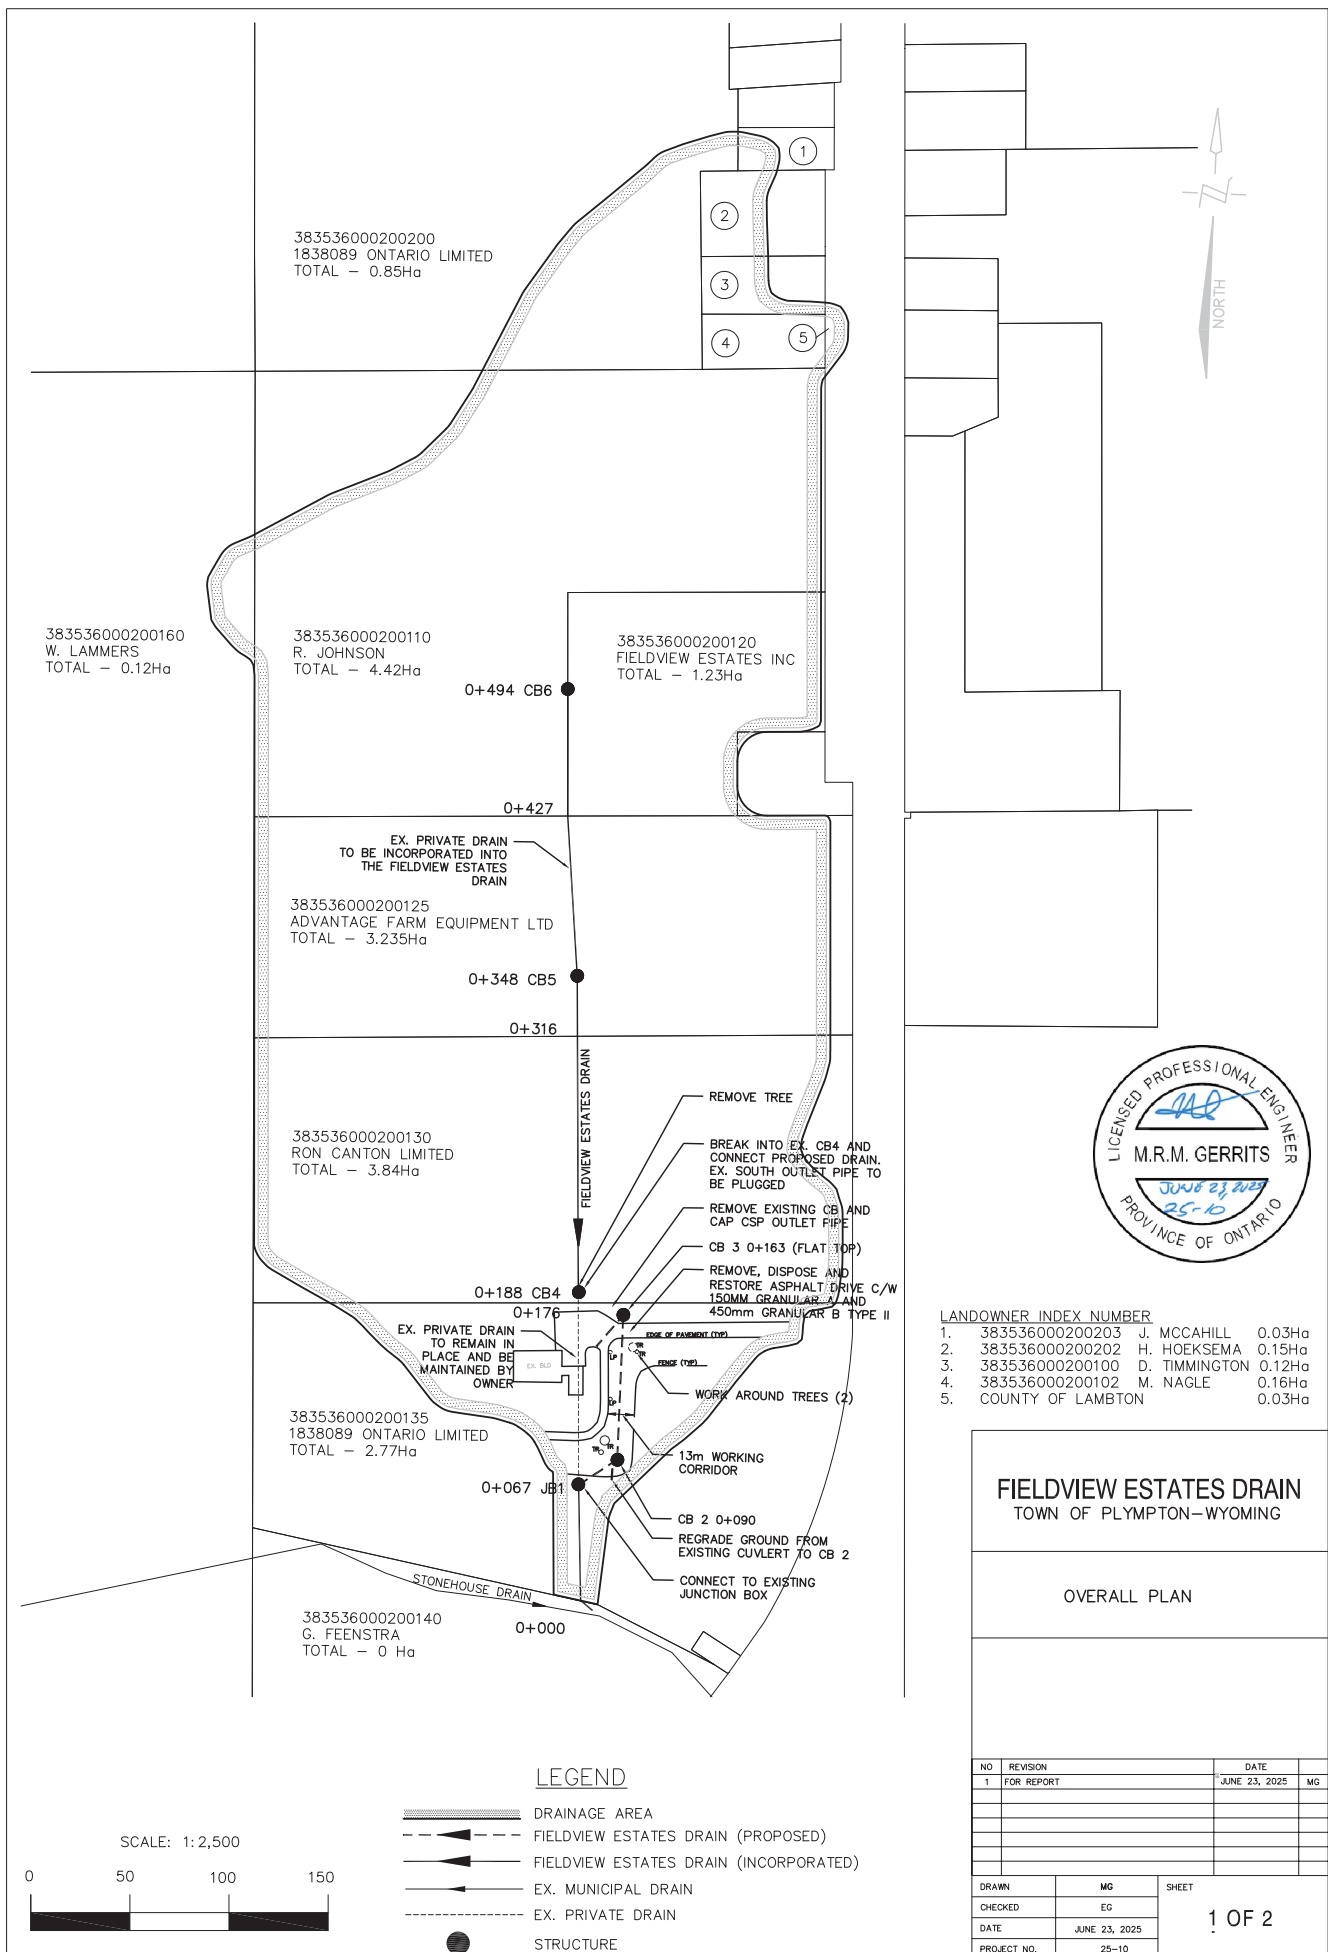 1
2
3
4
5
383536000200200
1838089 ONTARIO LIMITED
TOTAL - 0.85Ha
NORTH
383536000200160
W. LAMMERS
TOTAL - 0.12Ha
383536000200110
R. JOHNSON
TOTAL - 4.42Ha
383536000200120
FIELDVIEW ESTATES INC
TOTAL - 1.23Ha
0+494 CB6
0+427
EX. PRIVATE DRAIN
TO BE INCORPORATED INTO
THE FIELDVIEW ESTATES
DRAIN
383536000200125
ADVANTAGE FARM EQUIPMENT LTD
TOTAL - 3.235Ha
0+348 CB5
0+316
FIELDVIEW ESTATES DRAIN
REMOVE TREE
BREAK INTO EX. CB4 AND
CONNECT PROPOSED DRAIN.
EX. SOUTH OUTLET PIPE TO
BE PLUGGED
383536000200130
RON CANTON LIMITED
TOTAL - 3.84Ha
REMOVE EXISTING CB AND
CAP CSP OUTLET PIPE
CB 3 0+163 (FLAT TOP)
REMOVE, DISPOSE AND
RESTORE ASPHALT DRIVE C/W
150MM GRANULAR A AND
450mm GRANULAR B TYPE II
0+188 CB4
0+176
EX. PRIVATE DRAIN
TO REMAIN IN
PLACE AND BE
MAINTAINED BY
OWNER
EX. BLD
EDGE OF PAVEMENT (TYP)
FENCE (TYP)
TR
TR
LP
LP
TR
TR
WORK AROUND TREES (2)
383536000200135
1838089 ONTARIO LIMITED
TOTAL - 2.77Ha
13m WORKING
CORRIDOR
0+067 JB1
CB 2 0+090
REGRADE GROUND FROM
EXISTING CUVLERT TO CB 2
CONNECT TO EXISTING
JUNCTION BOX
STONEHOUSE DRAIN
0+000
383536000200140
G. FEENSTRA
TOTAL - 0 Ha
LICENSED PROFESSIONAL ENGINEER
M.R.M. GERRITS
JUNE 23, 2025
25-10
PROVINCE OF ONTARIO
LANDOWNER INDEX NUMBER
1. 383536000200203 J. MCCAHILL 0.03Ha
2. 383536000200202 H. HOEKSEMA 0.15Ha
3. 383536000200100 D. TIMMINGTON 0.12Ha
4. 383536000200102 M. NAGLE 0.16Ha
5. COUNTY OF LAMBTON 0.03Ha
FIELDVIEW ESTATES DRAIN
TOWN OF PLYMPTON-WYOMING
OVERALL PLAN
NO REVISION DATE
1 FOR REPORT JUNE 23, 2025 MG
DRAWN MG
CHECKED EG
DATE JUNE 23, 2025
PROJECT NO. 25-10
SHEET
1 OF 2
LEGEND
DRAINAGE AREA
FIELDVIEW ESTATES DRAIN (PROPOSED)
FIELDVIEW ESTATES DRAIN (INCORPORATED)
EX. MUNICIPAL DRAIN
EX. PRIVATE DRAIN
STRUCTURE
SCALE: 1:2,500
0 50 100 150